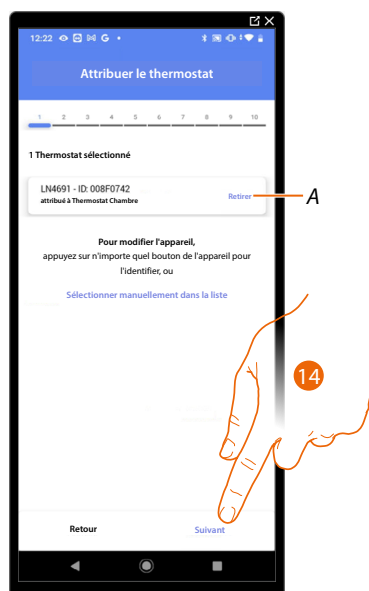 12:22 G
Attribuer le thermostat
1 2 3 4 5 6 7 8 9 10
1 Thermostat sélectionné
LN4691 - ID: 008F0742
attribué à Thermostat Chambre
Retirer
A
Pour modifier l'appareil,
appuyez sur n'importe quel bouton de l'appareil pour
l'identifier, ou
Sélectionner manuellement dans la liste
14
Retour
Suivant